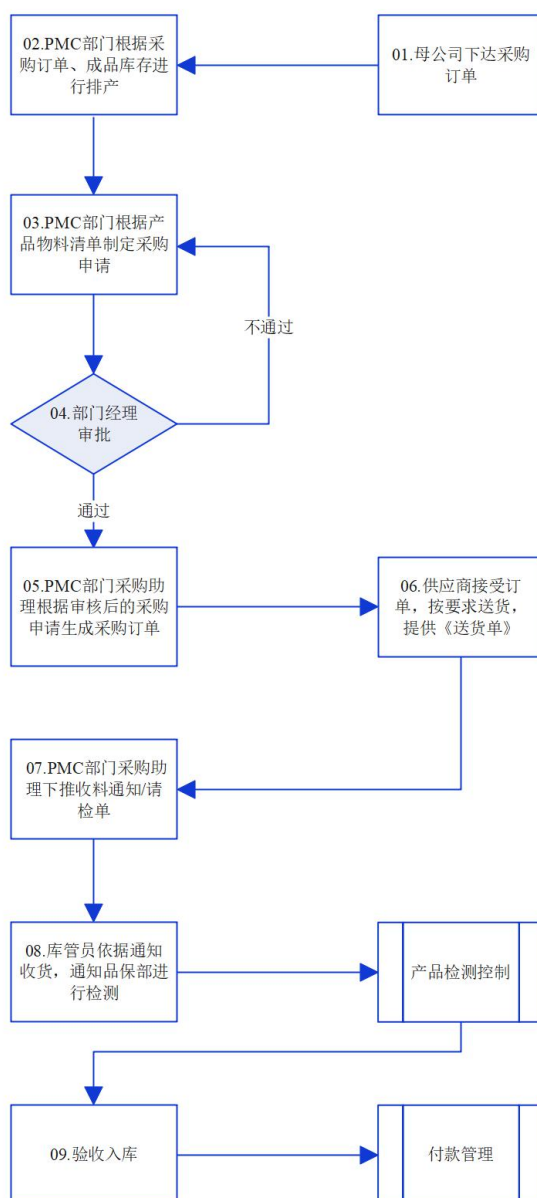 02.PMC部门根据采
购订单、成品库存进
行排产
01.母公司下达采购
订单
03.PMC部门根据产
品物料清单制定采购
申请
不通过
04.部门经理
审批
通过
05.PMC部门采购助
理根据审核后的采购
申请生成采购订单
06.供应商接受订
单，按要求送货，
提供《送货单》
07.PMC部门采购助
理下推收料通知/请
检单
08.库管员依据通知
收货，通知品保部进
行检测
产品检测控制
09.验收入库
付款管理